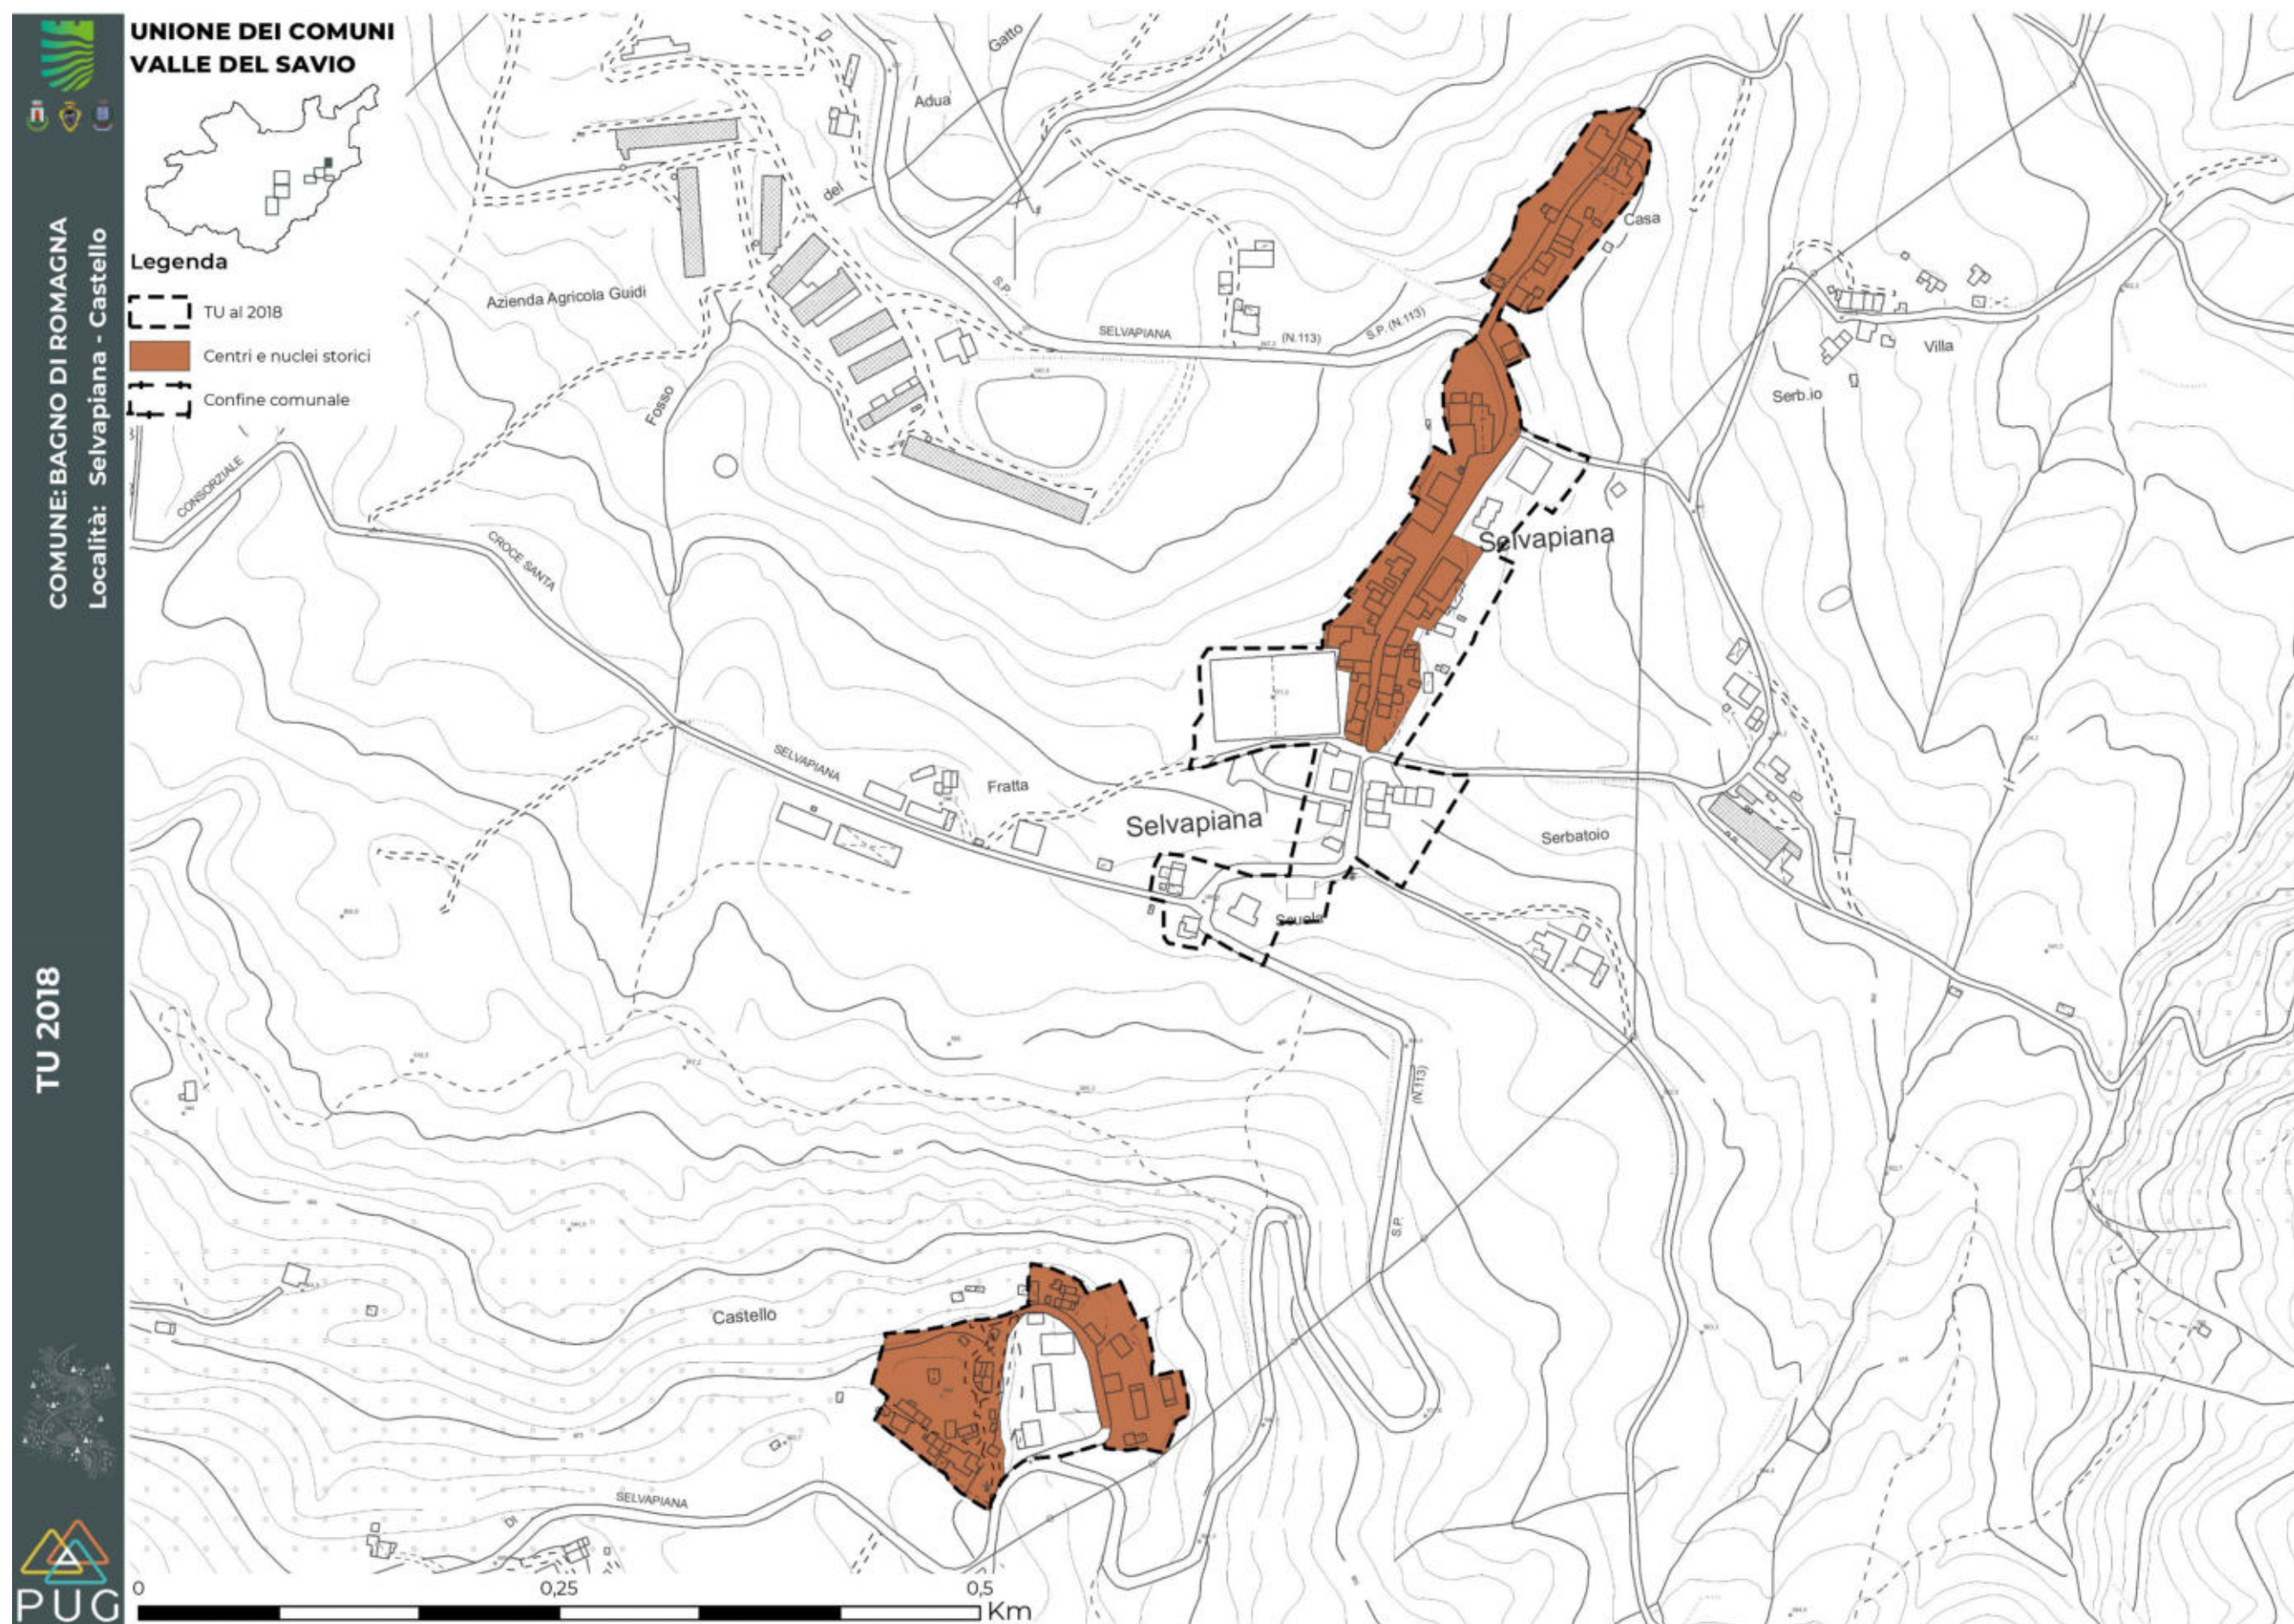 UNIONE DEI COMUNI
VALLE DEL SAVIO
COMUNE: BAGNO DI ROMAGNA
Località: Selvapiana - Castello
TU 2018
Legenda
TU al 2018
Centri e nuclei storici
Confine comunale
Gatto
Adua
del
Casa
Azienda Agricola Guidi
S.P.
SELVAPIANA
(N.113)
S.P. (N.113)
Villa
Serb.io
Fosso
CONSORZIALE
CROCE SANTA
Selvapiana
SELVAPIANA
Fratta
Selvapiana
Serbatoio
Scuola
(N.113)
S.P.
Castello
SELVAPIANA
DI
PUG
0
0,25
0,5
Km